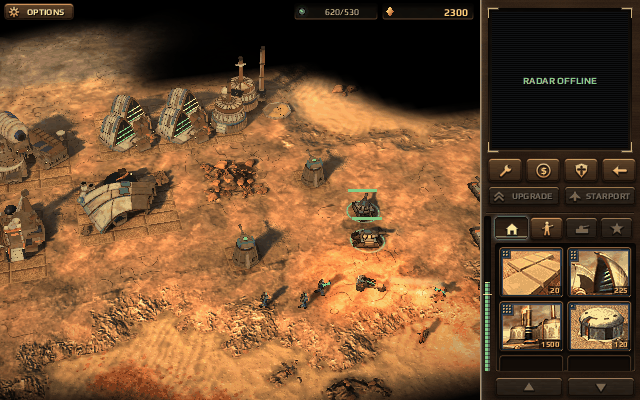 OPTIONS
620/530
2300
RADAR OFFLINE
UPGRADE
STARPORT
20
225
1500
120